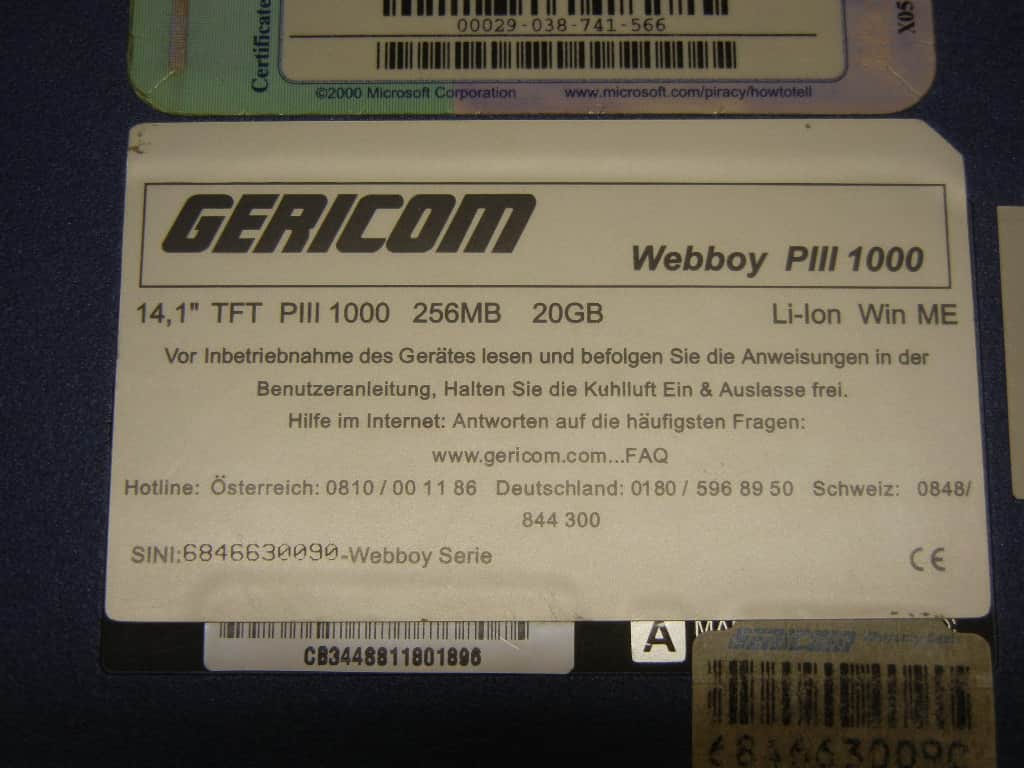 Certificate
00029-038-741-566
X05
©2000 Microsoft Corporation www.microsoft.com/piracy/howtotell
GERICOM
Webboy PIII 1000
14,1" TFT PIII 1000 256MB 20GB Li-Ion Win ME
Vor Inbetriebnahme des Gerätes lesen und befolgen Sie die Anweisungen in der
Benutzeranleitung, Halten Sie die Kuhlluft Ein & Auslasse frei.
Hilfe im Internet: Antworten auf die häufigsten Fragen:
www.gericom.com...FAQ
Hotline: Österreich: 0810 / 00 11 86 Deutschland: 0180 / 596 89 50 Schweiz: 0848/
844 300
SINI:6846630090-Webboy Serie
CE
A
GERICOM Warranty Seal
CB3448811801896
6846630090